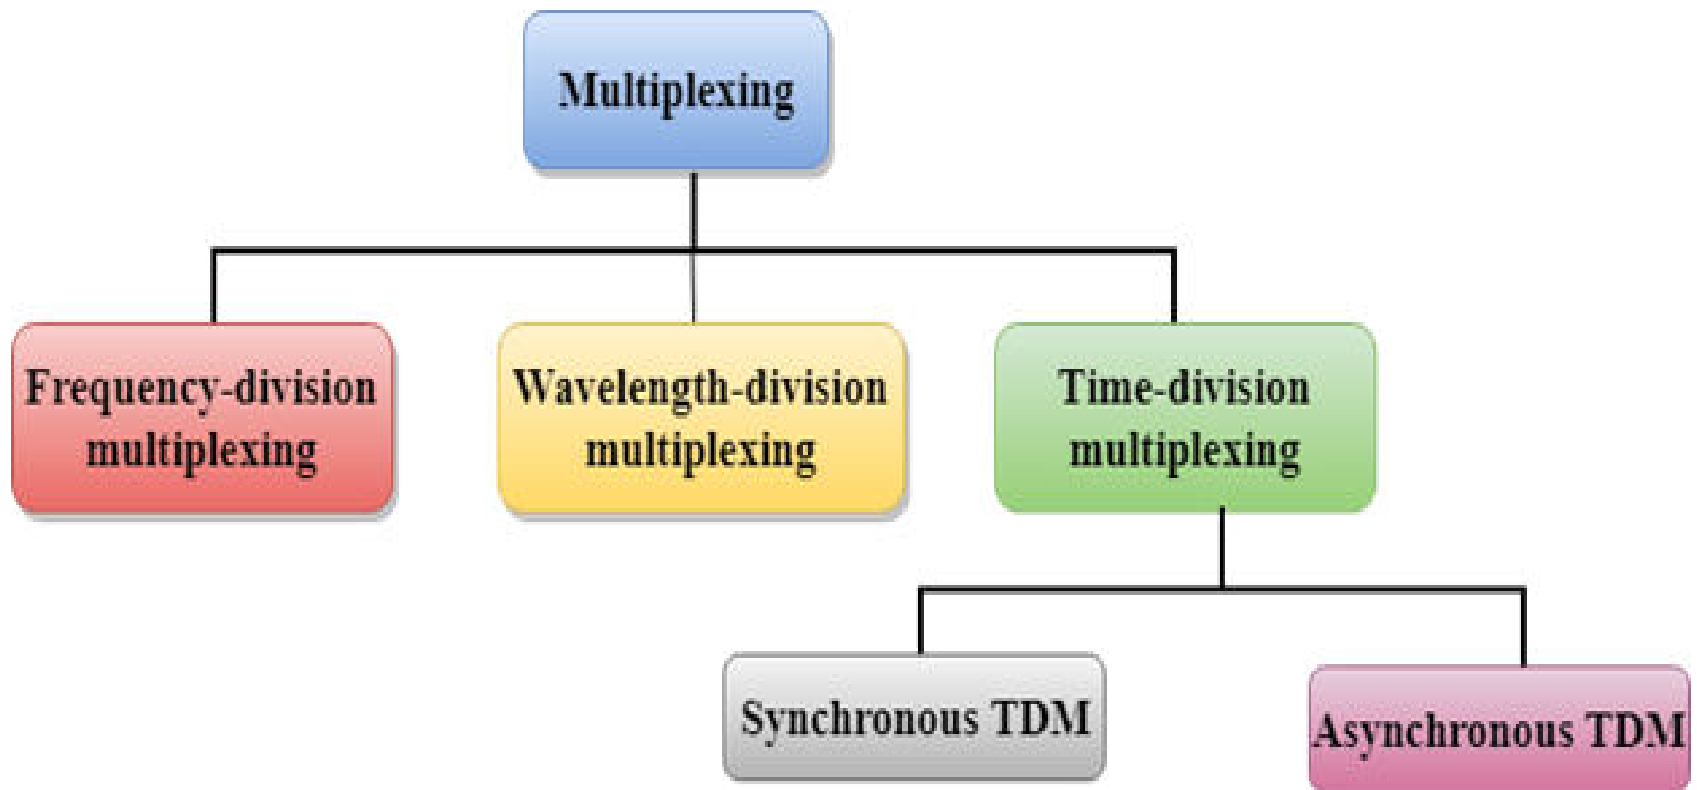 Multiplexing
Frequency-division
multiplexing
Wavelength-division
multiplexing
Time-division
multiplexing
Synchronous TDM
Asynchronous TDM